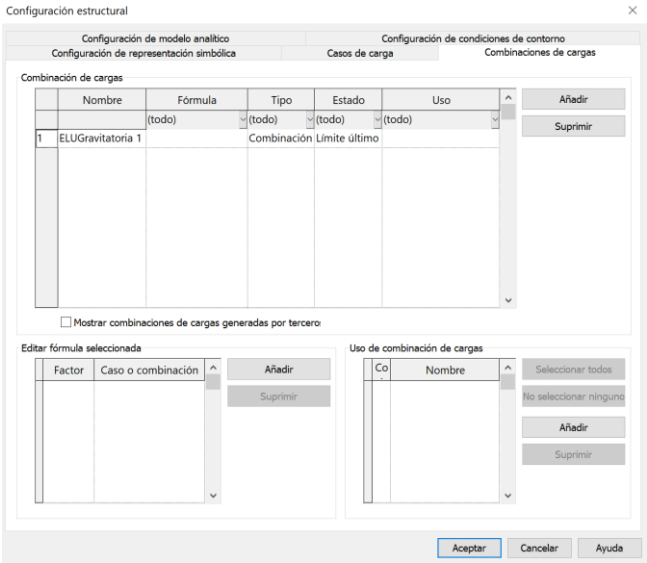 Configuración estructural
Configuración de modelo analítico Configuración de condiciones de contorno
Configuración de representación simbólica Casos de carga Combinaciones de cargas
Combinación de cargas
Nombre Fórmula Tipo Estado Uso
(todo) (todo) (todo) (todo)
1 ELUGravitatoria 1 Combinación Límite último
Añadir
Suprimir
Mostrar combinaciones de cargas generadas por tercero
Editar fórmula seleccionada
Factor Caso o combinación
Añadir
Suprimir
Uso de combinación de cargas
Co Nombre
Seleccionar todos
No seleccionar ninguno
Añadir
Suprimir
Aceptar Cancelar Ayuda